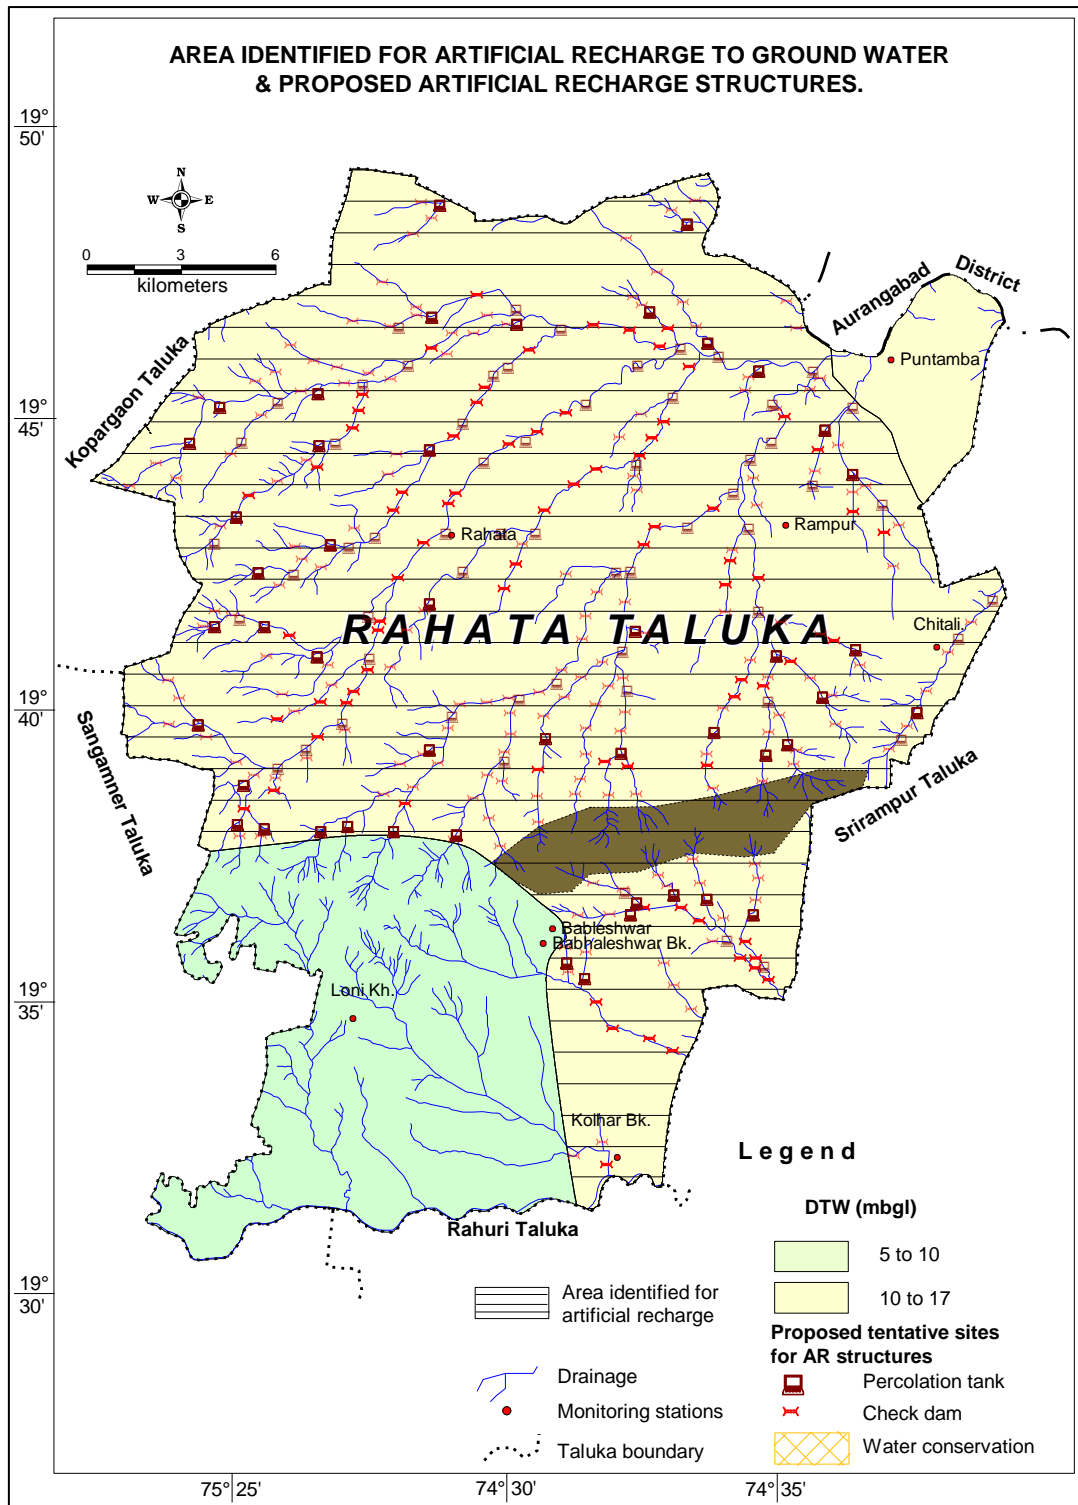 AREA IDENTIFIED FOR ARTIFICIAL RECHARGE TO GROUND WATER
& PROPOSED ARTIFICIAL RECHARGE STRUCTURES.
19°
50'
N
W E
S
0 3 6
kilometers
Aurangabad District
Puntamba
Kopargaon Taluka
19°
45'
Rampur
Rahata
RAHATA TALUKA
Chitali.
19°
40'
Sangamner Taluka
Srirampur Taluka
Bableshwar
Babhaleshwar Bk.
Loni Kh.
19°
35'
Kolhar Bk.
Legend
DTW (mbgl)
Rahuri Taluka
5 to 10
19°
30'
Area identified for
artificial recharge
10 to 17
Proposed tentative sites
for AR structures
Drainage
Percolation tank
Monitoring stations
Check dam
Taluka boundary
Water conservation
75° 25'
74° 30'
74° 35'